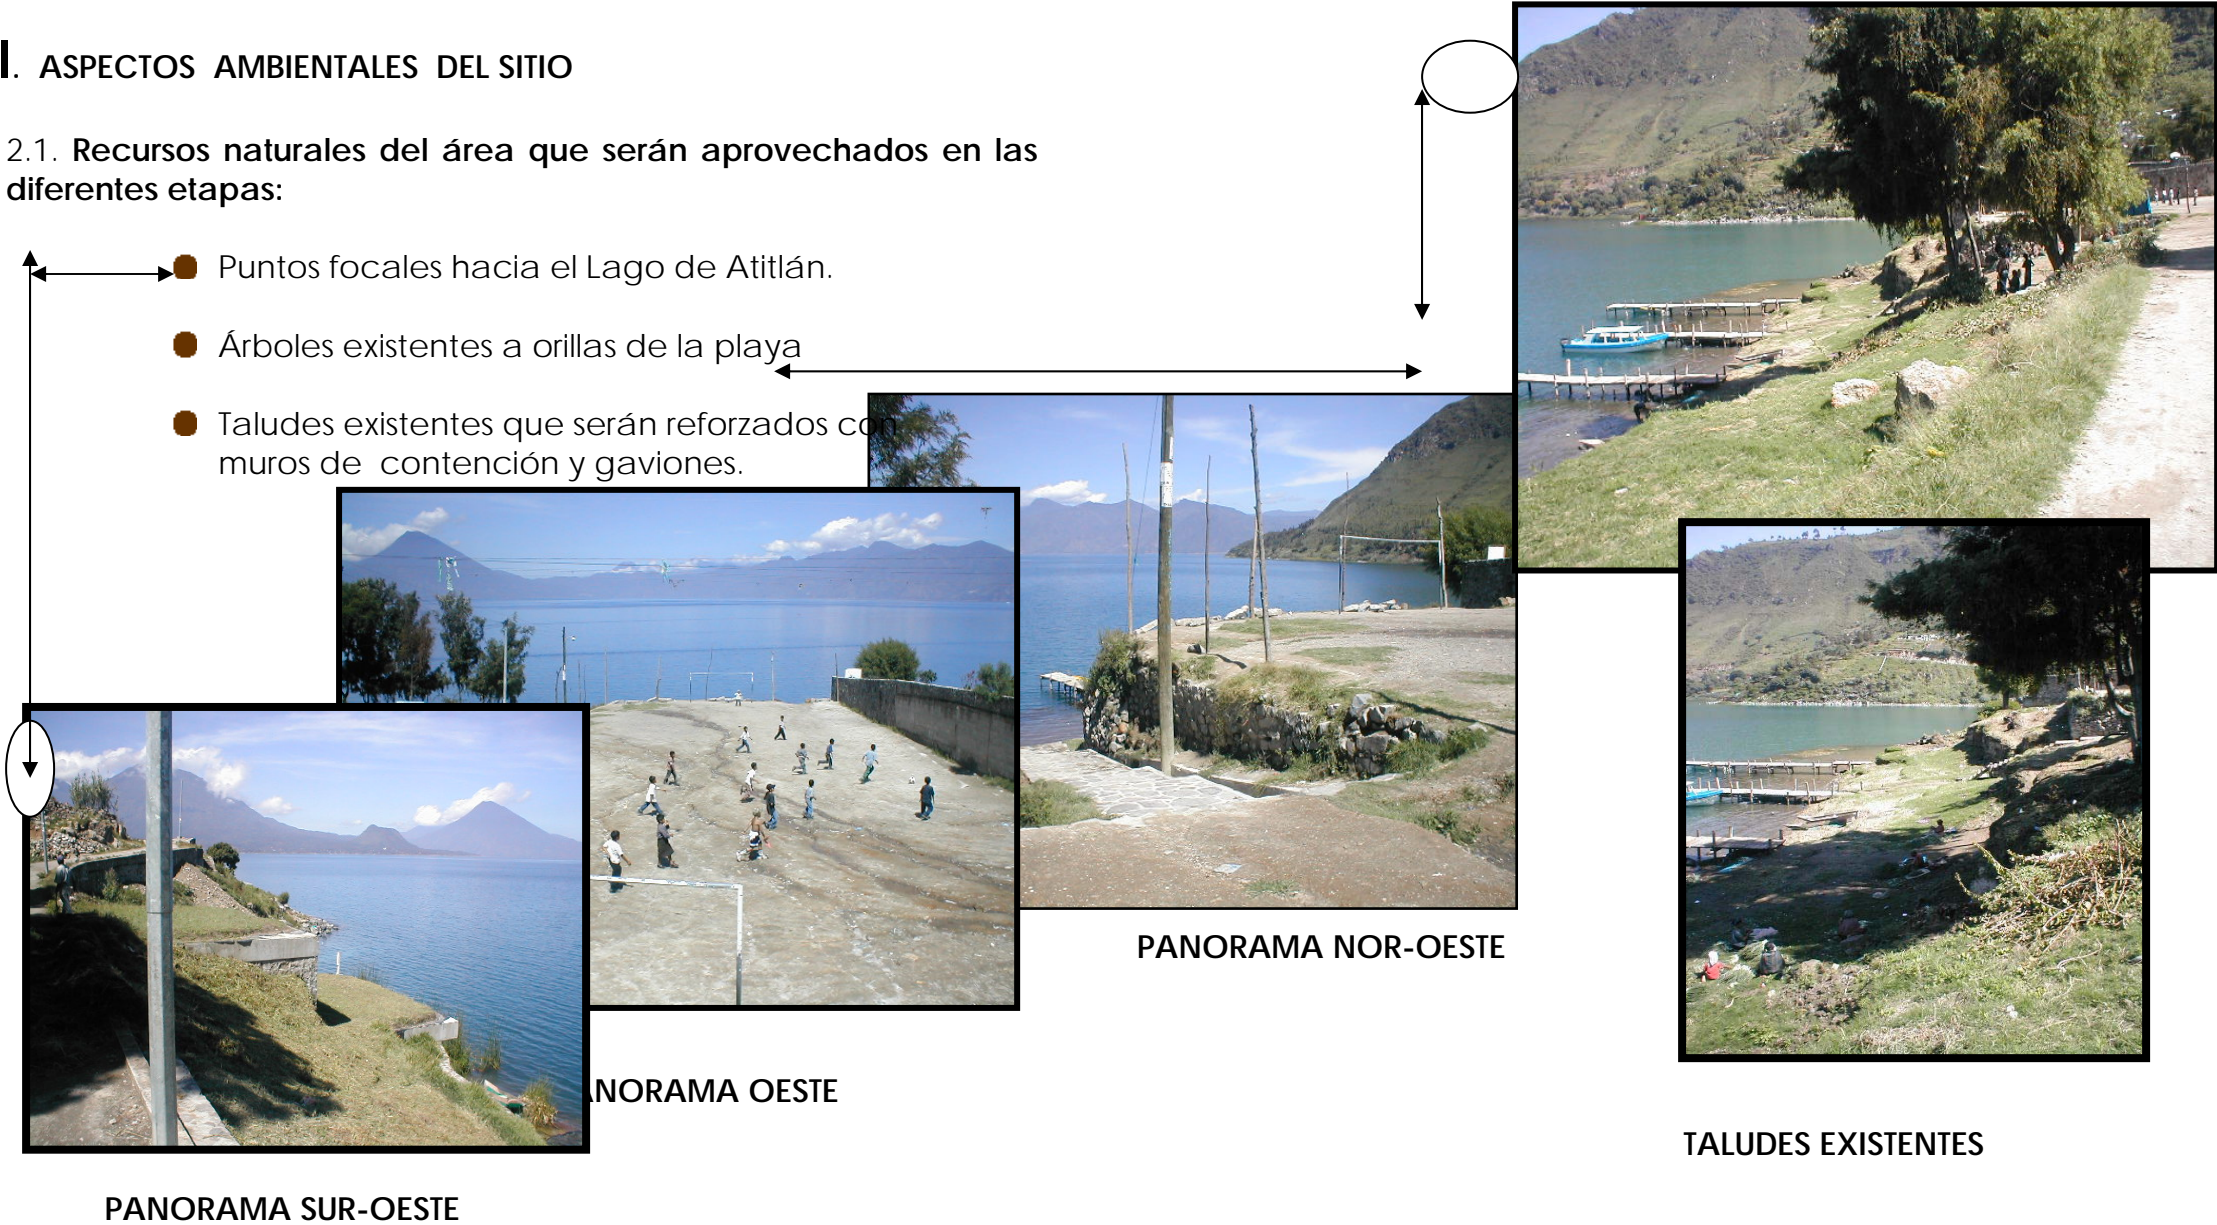 I. ASPECTOS AMBIENTALES DEL SITIO
2.1. Recursos naturales del área que serán aprovechados en las
diferentes etapas:
Puntos focales hacia el Lago de Atitlán.
Árboles existentes a orillas de la playa
Taludes existentes que serán reforzados con
muros de contención y gaviones.
PANORAMA NOR-OESTE
ANORAMA OESTE
TALUDES EXISTENTES
PANORAMA SUR-OESTE